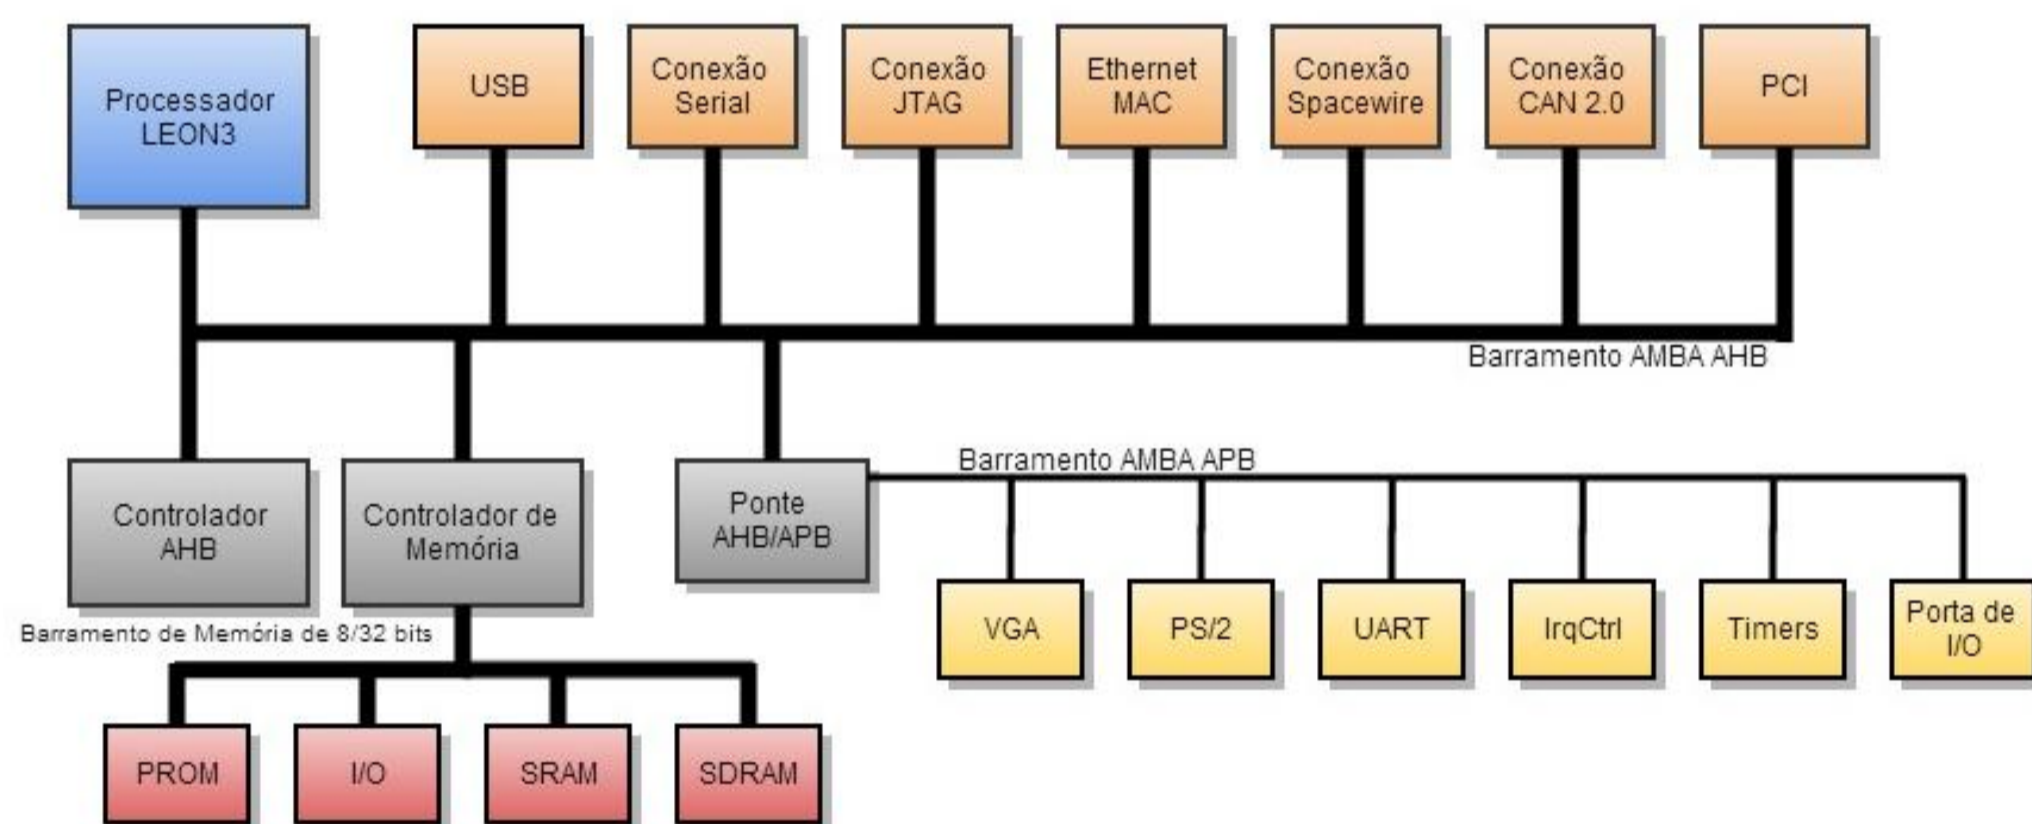 Processador
LEON3
USB
Conexão
Serial
Conexão
JTAG
Ethernet
MAC
Conexão
Spacewire
Conexão
CAN 2.0
PCI
Barramento AMBA AHB
Controlador
AHB
Controlador de
Memória
Ponte
AHB/APB
Barramento AMBA APB
VGA
PS/2
UART
IrqCtrl
Timers
Porta de
I/O
Barramento de Memória de 8/32 bits
PROM
I/O
SRAM
SDRAM